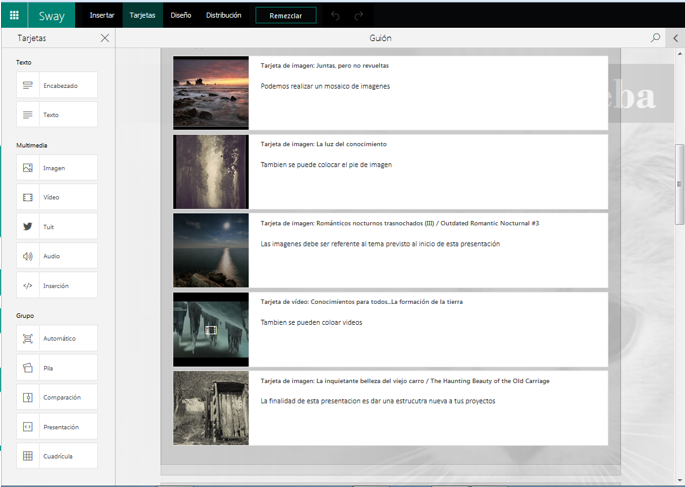 Sway
Insertar
Tarjetas
Diseño
Distribución
Remezclar
Tarjetas
Guión
Texto
Encabezado
Texto
Multimedia
Imagen
Vídeo
Tuit
Audio
Inserción
Grupo
Automático
Pila
Comparación
Presentación
Cuadrícula
eba
Tarjeta de imagen: Juntas, pero no revueltas
Podemos realizar un mosaico de imagenes
Tarjeta de imagen: La luz del conocimiento
Tambien se puede colocar el pie de imagen
Tarjeta de imagen: Románticos nocturnos trasnochados (III) / Outdated Romantic Nocturnal #3
Las imagenes debe ser referente al tema previsto al inicio de esta presentación
Tarjeta de vídeo: Conocimientos para todos..La formación de la tierra
Tambien se pueden coloar videos
Tarjeta de imagen: La inquietante belleza del viejo carro / The Haunting Beauty of the Old Carriage
La finalidad de esta presentacion es dar una estrucutra nueva a tus proyectos